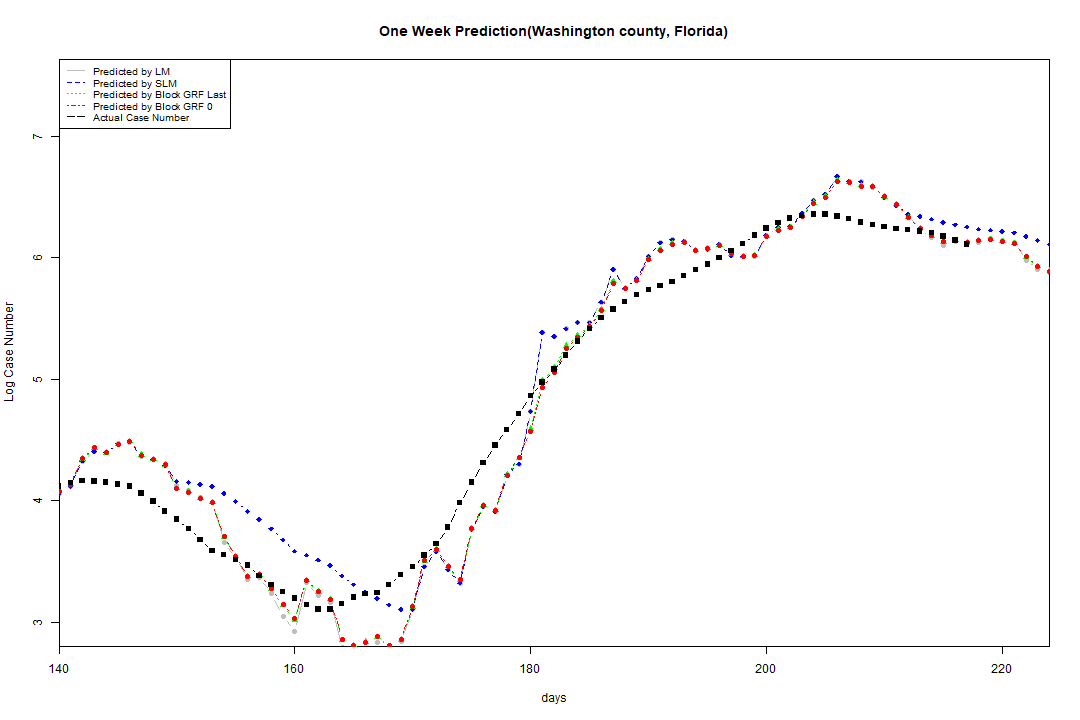 One Week Prediction(Washington county, Florida)
Predicted by LM
Predicted by SLM
Predicted by Block GRF Last
Predicted by Block GRF 0
Actual Case Number
Log Case Number
7
6
5
4
3
140 160 180 200 220
days